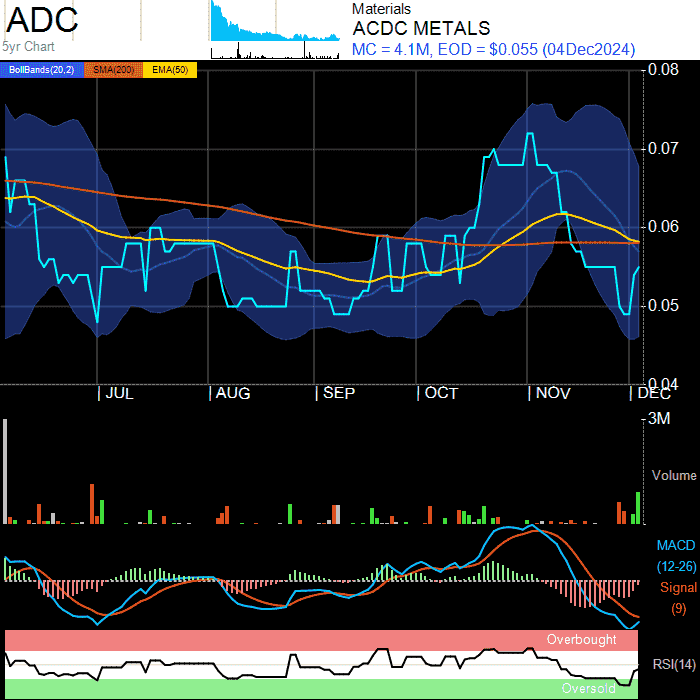 ADC
5yr Chart
Materials
ACDC METALS
MC = 4.1M, EOD = $0.055 (04Dec2024)
BollBands(20,2) SMA(200) EMA(50)
0.08
0.07
0.06
0.05
0.04
JUL AUG SEP OCT NOV DEC
3M
Volume
MACD
(12-26)
Signal
(9)
Overbought
RSI(14)
Oversold